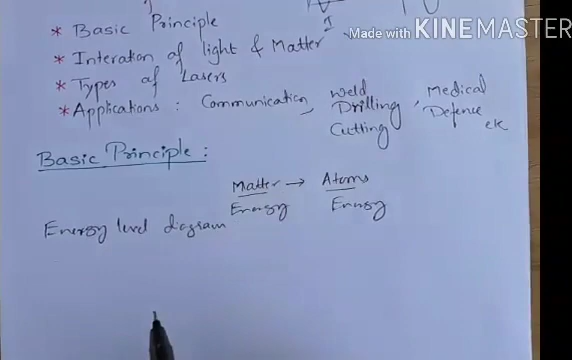 * Basic Principle
Made with KINEMASTER
* Interation of light & Matter
* Types of Lasers
* Applications : Communication, weld Drilling Cutting, Medical Defence
Basic Principle :
Matter → Atoms
Energy Energy
Energy level diagram